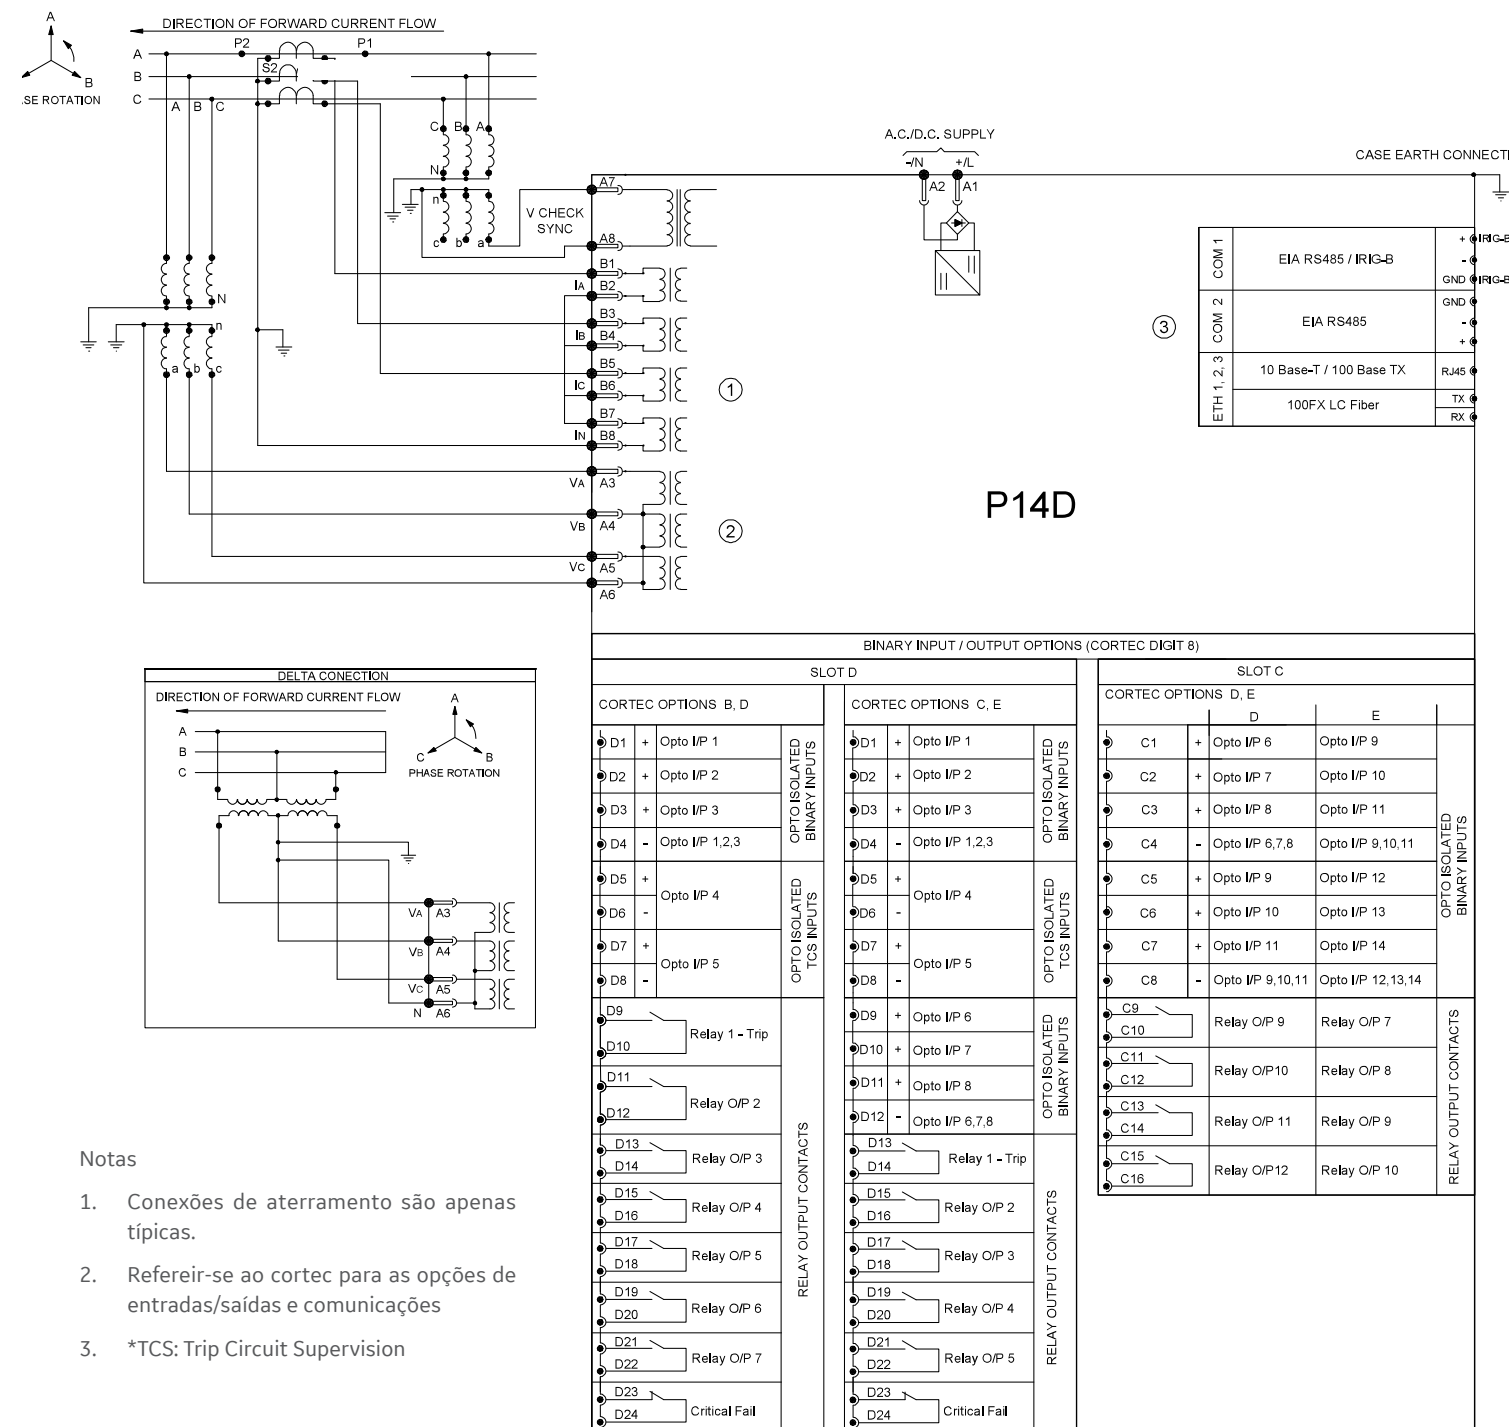 A
DIRECTION OF FORWARD CURRENT FLOW
P2
P1
A
B
S2
B
.SE ROTATION
C
A
B
C
C
B
A
N
A.C./D.C. SUPPLY
-/N
+/L
A2
A1
CASE EARTH CONNECTI
A7
n
V CHECK
SYNC
c
b
a
A8
B1
IA
B2
B3
IB
B4
B5
IC
B6
B7
IN
B8
1
VA
A3
VB
A4
2
VC
A5
A6
N
n
a
b
c
COM 1
EIA RS485 / IRIG-B
+
IRIG-B
-
GND
IRIG-B
3
COM 2
EIA RS485
GND
-
+
ETH 1, 2, 3
10 Base-T / 100 Base TX
RJ45
100FX LC Fiber
TX
RX
P14D
DELTA CONECTION
DIRECTION OF FORWARD CURRENT FLOW
A
A
B
C
C
B
PHASE ROTATION
VA
A3
VB
A4
VC
A5
N
A6
BINARY INPUT / OUTPUT OPTIONS (CORTEC DIGIT 8)
SLOT D
CORTEC OPTIONS B, D
D1 + Opto I/P 1
D2 + Opto I/P 2
D3 + Opto I/P 3
D4 - Opto I/P 1,2,3
OPTO ISOLATED
BINARY INPUTS
D5 +
Opto I/P 4
D6 -
D7 +
Opto I/P 5
D8 -
OPTO ISOLATED
TCS INPUTS
D9
Relay 1 - Trip
D10
D11
Relay O/P 2
D12
D13
Relay O/P 3
D14
D15
Relay O/P 4
D16
D17
Relay O/P 5
D18
D19
Relay O/P 6
D20
D21
Relay O/P 7
D22
D23
Critical Fail
D24
RELAY OUTPUT CONTACTS
CORTEC OPTIONS C, E
D1 + Opto I/P 1
D2 + Opto I/P 2
D3 + Opto I/P 3
D4 - Opto I/P 1,2,3
OPTO ISOLATED
BINARY INPUTS
D5 +
Opto I/P 4
D6 -
D7 +
Opto I/P 5
D8 -
OPTO ISOLATED
TCS INPUTS
D9 + Opto I/P 6
D10 + Opto I/P 7
D11 + Opto I/P 8
D12 - Opto I/P 6,7,8
OPTO ISOLATED
BINARY INPUTS
D13
Relay 1 - Trip
D14
D15
Relay O/P 2
D16
D17
Relay O/P 3
D18
D19
Relay O/P 4
D20
D21
Relay O/P 5
D22
D23
Critical Fail
D24
RELAY OUTPUT CONTACTS
SLOT C
CORTEC OPTIONS D, E
D E
C1 + Opto I/P 6 Opto I/P 9
C2 + Opto I/P 7 Opto I/P 10
C3 + Opto I/P 8 Opto I/P 11
C4 - Opto I/P 6,7,8 Opto I/P 9,10,11
C5 + Opto I/P 9 Opto I/P 12
C6 + Opto I/P 10 Opto I/P 13
C7 + Opto I/P 11 Opto I/P 14
C8 - Opto I/P 9,10,11 Opto I/P 12,13,14
OPTO ISOLATED
BINARY INPUTS
C9
Relay O/P 9 Relay O/P 7
C10
C11
Relay O/P10 Relay O/P 8
C12
C13
Relay O/P 11 Relay O/P 9
C14
C15
Relay O/P12 Relay O/P 10
C16
RELAY OUTPUT CONTACTS
Notas
1. Conexões de aterramento são apenas
típicas.
2. Refereir-se ao cortec para as opções de
entradas/saídas e comunicações
3. *TCS: Trip Circuit Supervision